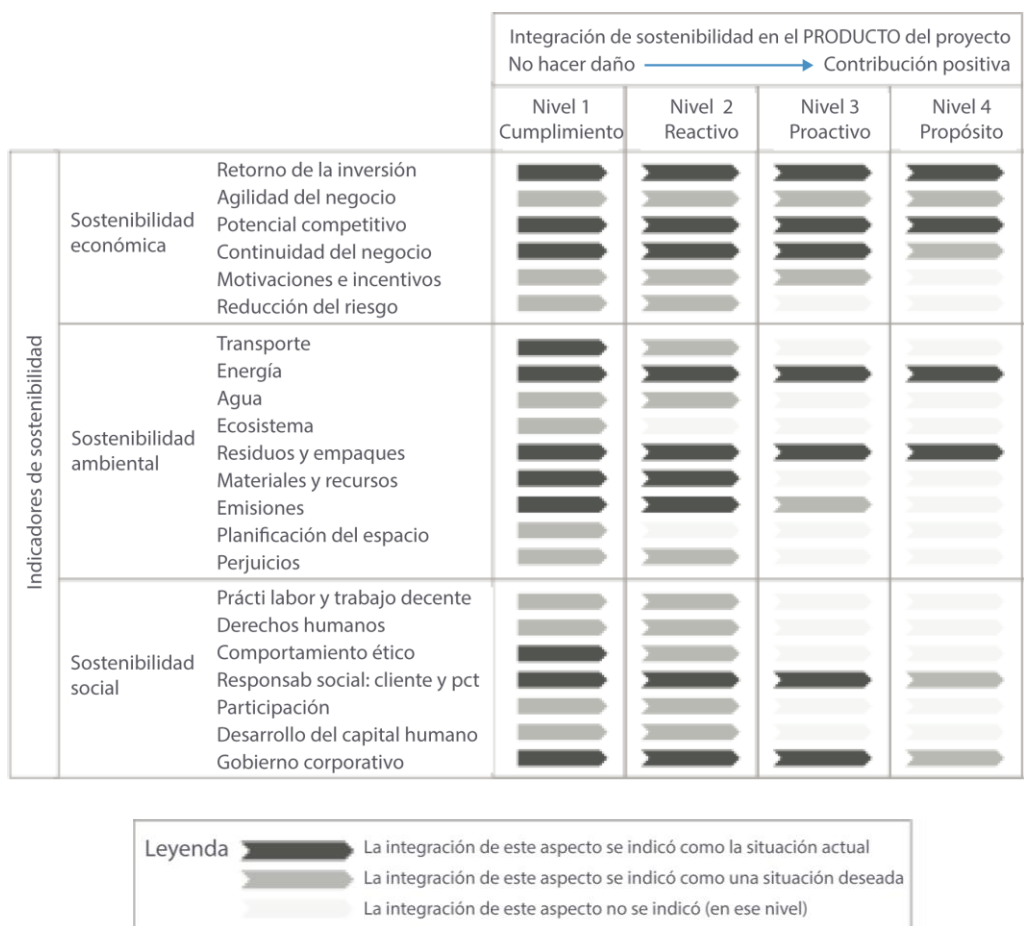 Integración de sostenibilidad en el PRODUCTO del proyecto
No hacer daño Contribución positiva
Nivel 1 Cumplimiento
Nivel 2 Reactivo
Nivel 3 Proactivo
Nivel 4 Propósito
Indicadores de sostenibilidad
Sostenibilidad económica
Retorno de la inversión
Agilidad del negocio
Potencial competitivo
Continuidad del negocio
Motivaciones e incentivos
Reducción del riesgo
Sostenibilidad ambiental
Transporte
Energía
Agua
Ecosistema
Residuos y empaques
Materiales y recursos
Emisiones
Planificación del espacio
Perjuicios
Sostenibilidad social
Prácti labor y trabajo decente
Derechos humanos
Comportamiento ético
Responsab social: cliente y pct
Participación
Desarrollo del capital humano
Gobierno corporativo
Leyenda
La integración de este aspecto se indicó como la situación actual
La integración de este aspecto se indicó como una situación deseada
La integración de este aspecto no se indicó (en ese nivel)